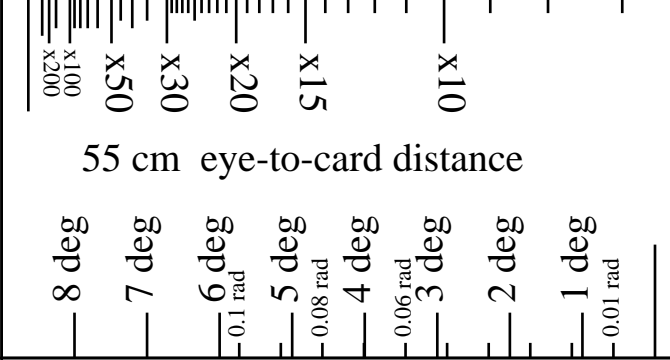 x200 x100 x50 x30 x20 x15 x10
55 cm eye-to-card distance
8 deg 7 deg 6 deg 0.1 rad 5 deg 0.08 rad 4 deg 0.06 rad 3 deg 2 deg 1 deg 0.01 rad